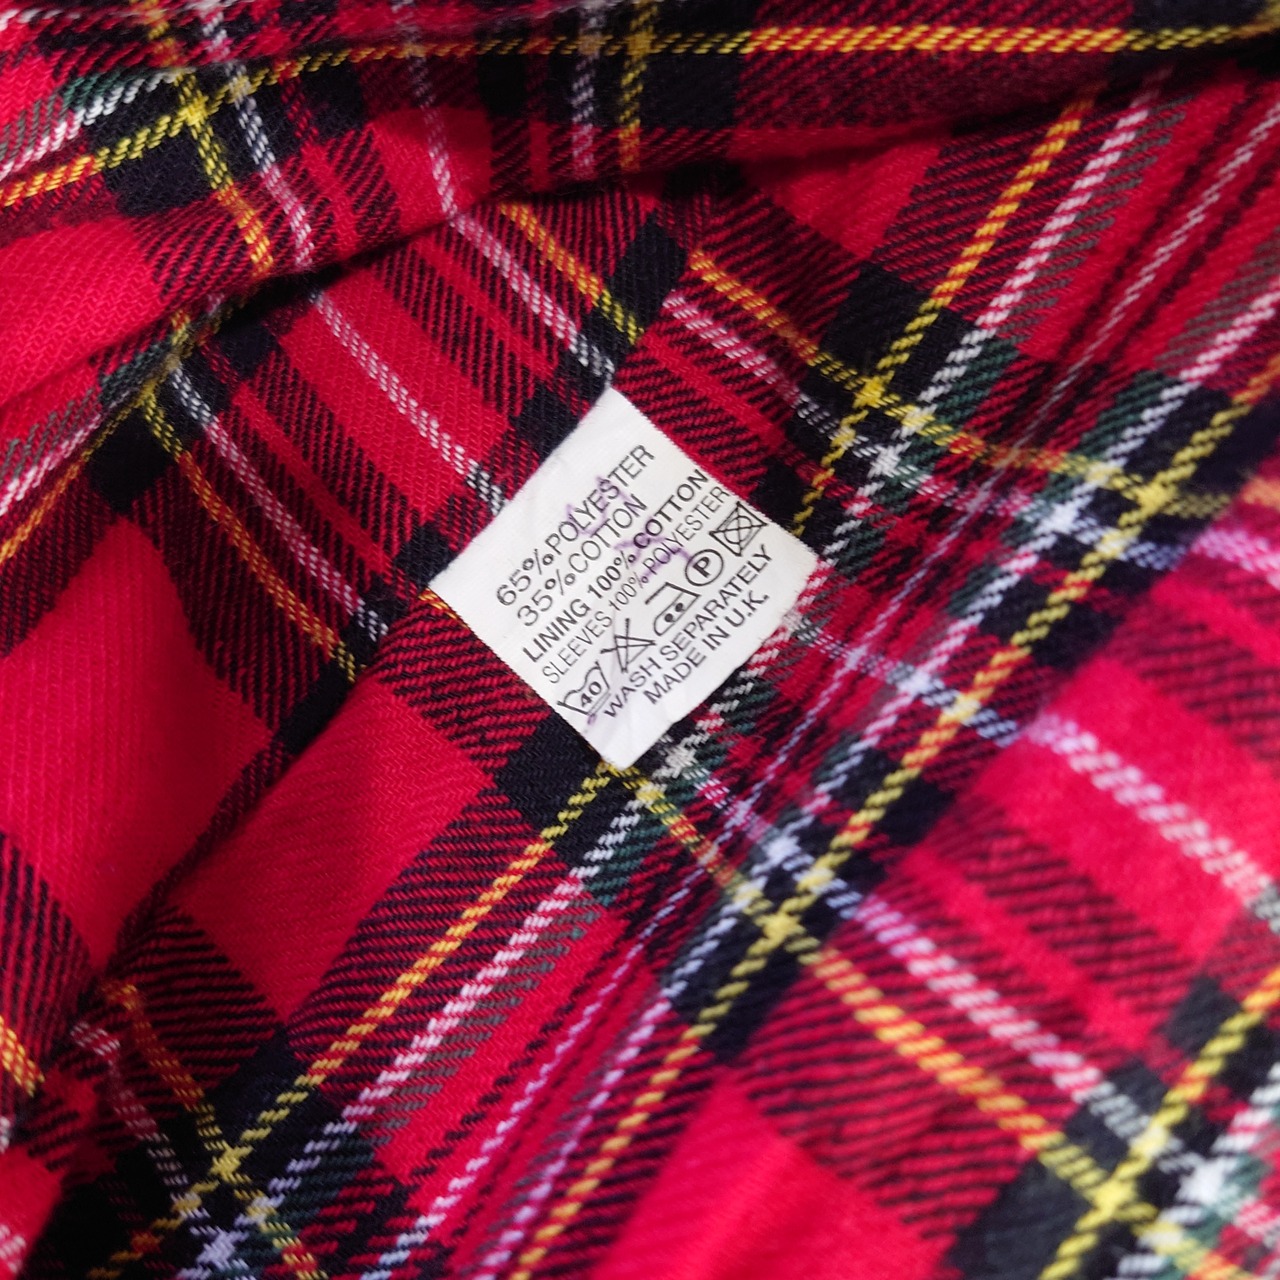 65% POLYESTER
35% COTTON
LINING 100% COTTON
SLEEVES 100% POLYESTER
40 P
WASH SEPARATELY
MADE IN U.K.